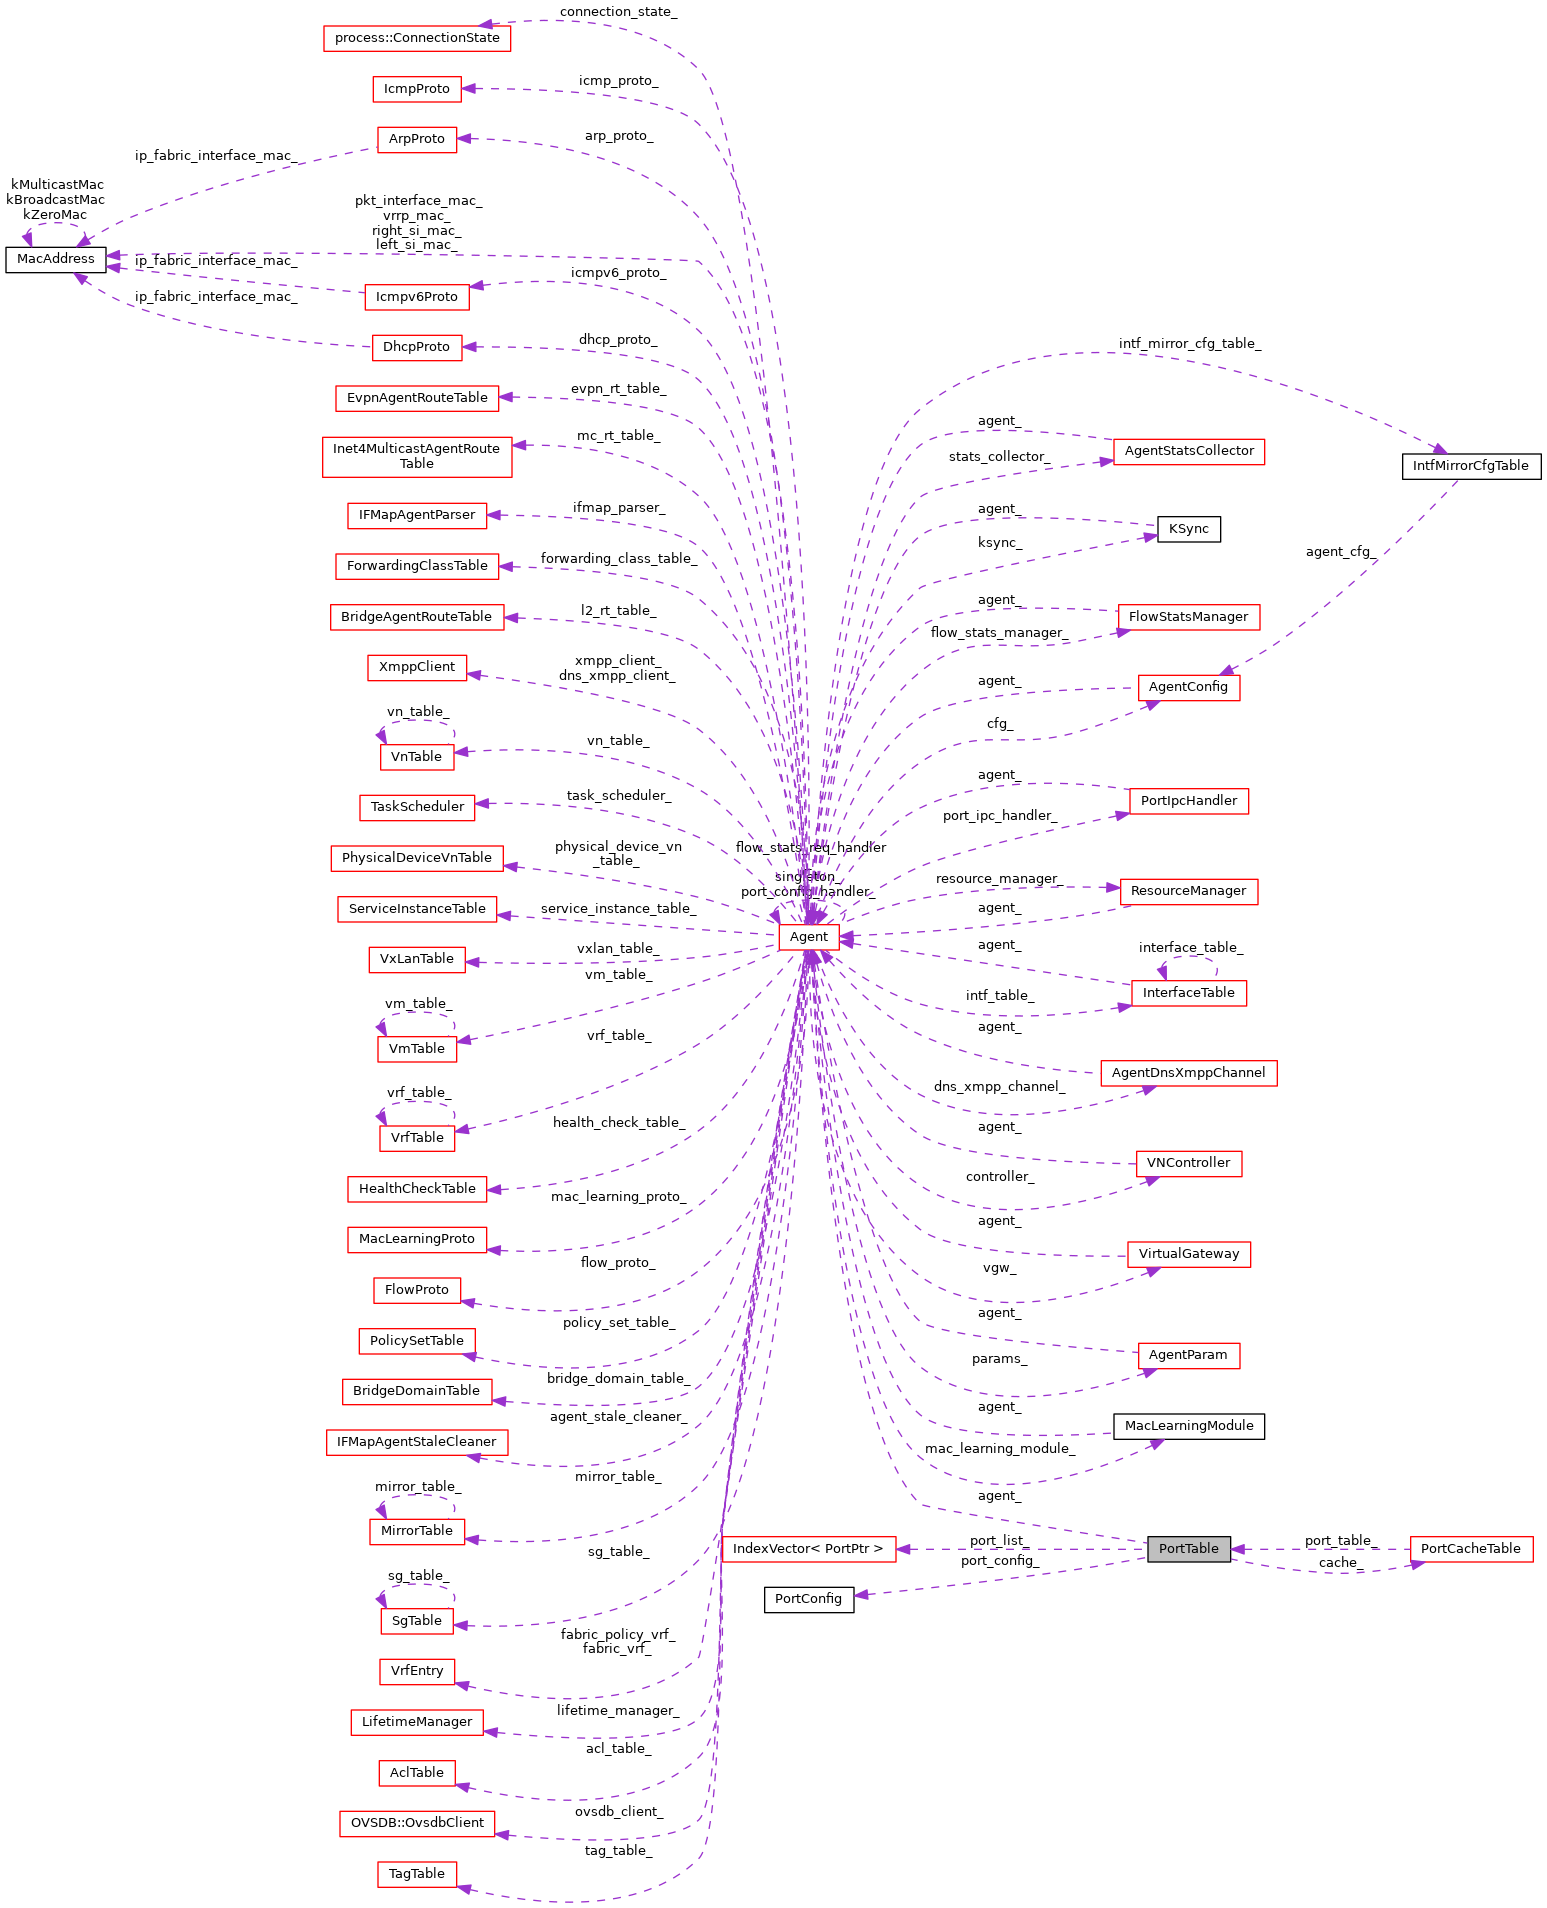 connection_state_
process::ConnectionState
icmp_proto_
IcmpProto
arp_proto_
ArpProto
ip_fabric_interface_mac_
kMulticastMac
kBroadcastMac
kZeroMac
MacAddress
pkt_interface_mac_
vrrp_mac_
right_si_mac_
left_si_mac_
ip_fabric_interface_mac_
icmpv6_proto_
Icmpv6Proto
ip_fabric_interface_mac_
dhcp_proto_
DhcpProto
evpn_rt_table_
EvpnAgentRouteTable
mc_rt_table_
Inet4MulticastAgentRoute
Table
ifmap_parser_
IFMapAgentParser
forwarding_class_table_
ForwardingClassTable
l2_rt_table_
BridgeAgentRouteTable
xmpp_client_
dns_xmpp_client_
XmppClient
vn_table_
vn_table_
VnTable
task_scheduler_
TaskScheduler
physical_device_vn
_table_
PhysicalDeviceVnTable
service_instance_table_
ServiceInstanceTable
vxlan_table_
VxLanTable
vm_table_
vm_table_
VmTable
vrf_table_
vrf_table_
VrfTable
health_check_table_
HealthCheckTable
mac_learning_proto_
MacLearningProto
flow_proto_
FlowProto
policy_set_table_
PolicySetTable
bridge_domain_table_
BridgeDomainTable
agent_stale_cleaner_
IFMapAgentStaleCleaner
mirror_table_
mirror_table_
MirrorTable
sg_table_
sg_table_
SgTable
fabric_policy_vrf_
fabric_vrf_
VrfEntry
lifetime_manager_
LifetimeManager
acl_table_
AclTable
ovsdb_client_
OVSDB::OvsdbClient
tag_table_
TagTable
flow_stats_req_handler
singleton_
port_config_handler_
Agent
IndexVector< PortPtr >
PortConfig
intf_mirror_cfg_table_
IntfMirrorCfgTable
agent_cfg_
agent_
stats_collector_
AgentStatsCollector
agent_
ksync_
KSync
agent_
flow_stats_manager_
FlowStatsManager
agent_
cfg_
AgentConfig
agent_
port_ipc_handler_
PortIpcHandler
resource_manager_
ResourceManager
agent_
agent_
interface_table_
InterfaceTable
intf_table_
agent_
AgentDnsXmppChannel
dns_xmpp_channel_
agent_
VNController
controller_
agent_
VirtualGateway
vgw_
agent_
AgentParam
params_
agent_
MacLearningModule
mac_learning_module_
agent_
port_list_
port_config_
PortTable
port_table_
cache_
PortCacheTable